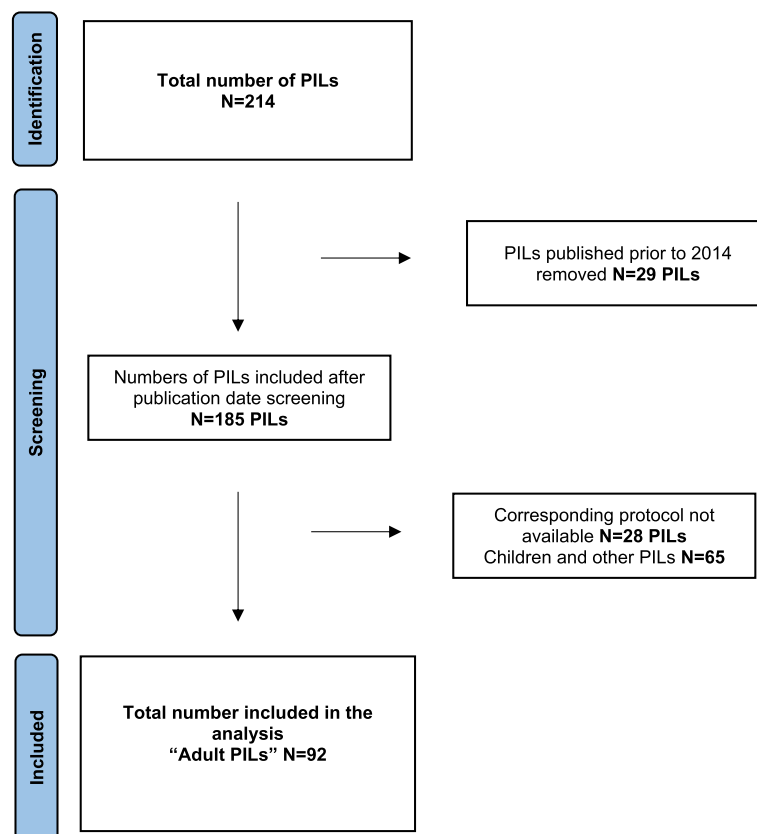 Identification
Total number of PILs
N=214
Screening
PILs published prior to 2014
removed N=29 PILs
Numbers of PILs included after
publication date screening
N=185 PILs
Corresponding protocol not
available N=28 PILs
Children and other PILs N=65
Included
Total number included in the
analysis
“Adult PILs” N=92